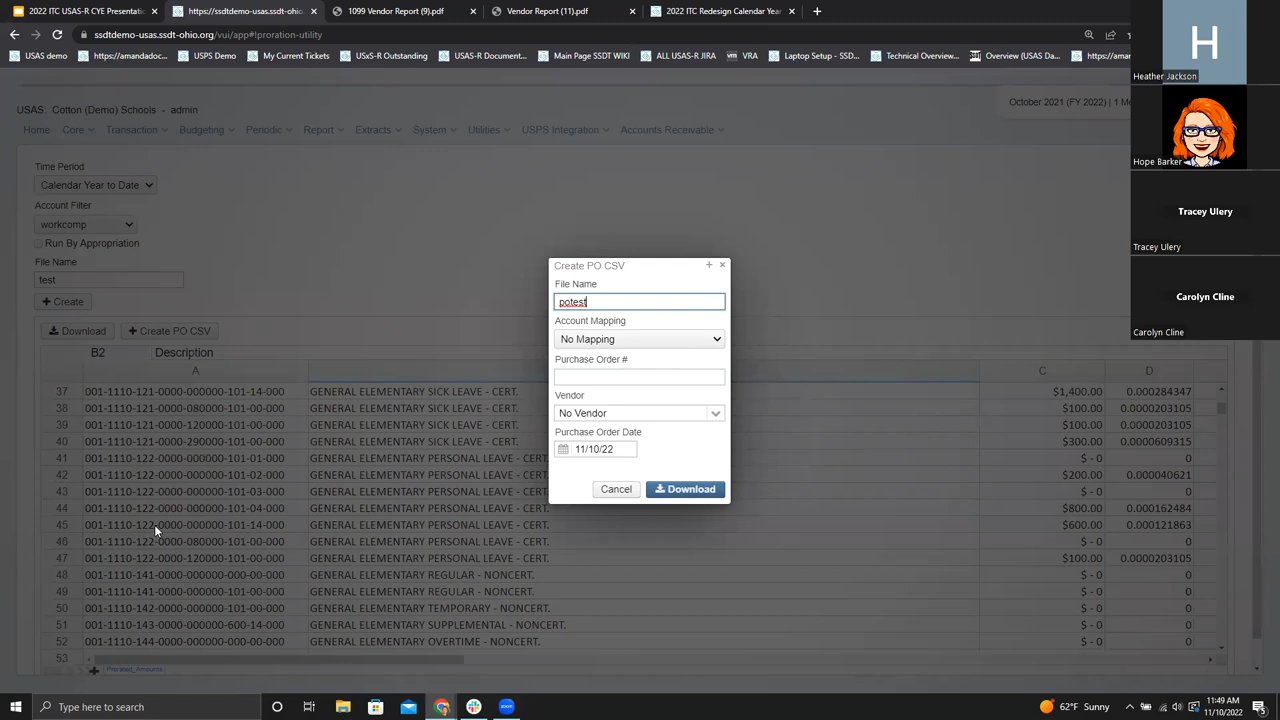 2022 ITC USAS-R CYE Presentatio
https://ssdtdemo-usas.ssdt-ohio.
1099 Vendor Report (9).pdf
Vendor Report (11).pdf
2022 ITC Redesign Calendar Year
ssdtdemo-usas.ssdt-ohio.org/vui/app#!proration-utility
USAS DEMO
https://amandadoc...
USPS Demo
My Current Tickets
USxS-R Outstanding
USxS-R Document...
Main Page SSDT Wiki
ALL USAS-R JIRA
VRA
Laptop Setup - SSD...
Technical Overview...
Overview (USAS Da...
https://am
USAS: Cotton (Demo) Schools - admin
October 2021 (FY 2022) | 1 Me
Home
Core
Transaction
Budgeting
Periodic
Report
Extracts
System
Utilities
USPS Integration
Accounts Receivable
Time Period
Calendar Year to Date
Account Filter
workcomp
Run By Appropriation
File Name
test
Create
Download
Create PO CSV
B2 Description
A C D
37 001-1110-121-0000-000000-101-14-000 GENERAL ELEMENTARY SICK LEAVE - CERT. $1,400.00 0.000284347
38 001-1110-121-0000-080000-101-00-000 GENERAL ELEMENTARY SICK LEAVE - CERT. $100.00 0.0000203105
39 001-1110-121-0000-120000-101-00-000 GENERAL ELEMENTARY SICK LEAVE - CERT. $100.00 0.0000203105
40 001-1110-121-0000-290000-101-00-000 GENERAL ELEMENTARY SICK LEAVE - CERT. $300.00 0.0000609315
41 001-1110-122-0000-000000-101-01-000 GENERAL ELEMENTARY PERSONAL LEAVE - CERT. $ - 0 0
42 001-1110-122-0000-000000-101-02-000 GENERAL ELEMENTARY PERSONAL LEAVE - CERT. $200.00 0.000040621
43 001-1110-122-0000-000000-101-03-000 GENERAL ELEMENTARY PERSONAL LEAVE - CERT. $ - 0 0
44 001-1110-122-0000-000000-101-04-000 GENERAL ELEMENTARY PERSONAL LEAVE - CERT. $800.00 0.000162484
45 001-1110-122-0000-000000-101-14-000 GENERAL ELEMENTARY PERSONAL LEAVE - CERT. $600.00 0.000121863
46 001-1110-122-0000-080000-101-00-000 GENERAL ELEMENTARY PERSONAL LEAVE - CERT. $ - 0 0
47 001-1110-122-0000-120000-101-00-000 GENERAL ELEMENTARY PERSONAL LEAVE - CERT. $100.00 0.0000203105
48 001-1110-141-0000-000000-000-00-000 GENERAL ELEMENTARY REGULAR - NONCERT. $ - 0 0
49 001-1110-141-0000-000000-101-00-000 GENERAL ELEMENTARY REGULAR - NONCERT. $ - 0 0
50 001-1110-142-0000-000000-101-00-000 GENERAL ELEMENTARY TEMPORARY - NONCERT. $ - 0 0
51 001-1110-143-0000-000000-600-14-000 GENERAL ELEMENTARY SUPPLEMENTAL - NONCERT. $ - 0 0
52 001-1110-144-0000-000000-600-00-000 GENERAL ELEMENTARY OVERTIME - NONCERT. $ - 0 0
53
Prorated_Amounts
Create PO CSV
File Name
potest
Account Mapping
No Mapping
Purchase Order #
Vendor
No Vendor
Purchase Order Date
11/10/22
Cancel
Download
H
Heather Jackson
Hope Barker
Tracey Ulery
Tracey Ulery
Carolyn Cline
Carolyn Cline
Type here to search
zoom
62°F Sunny
11:49 AM
11/10/2022
5